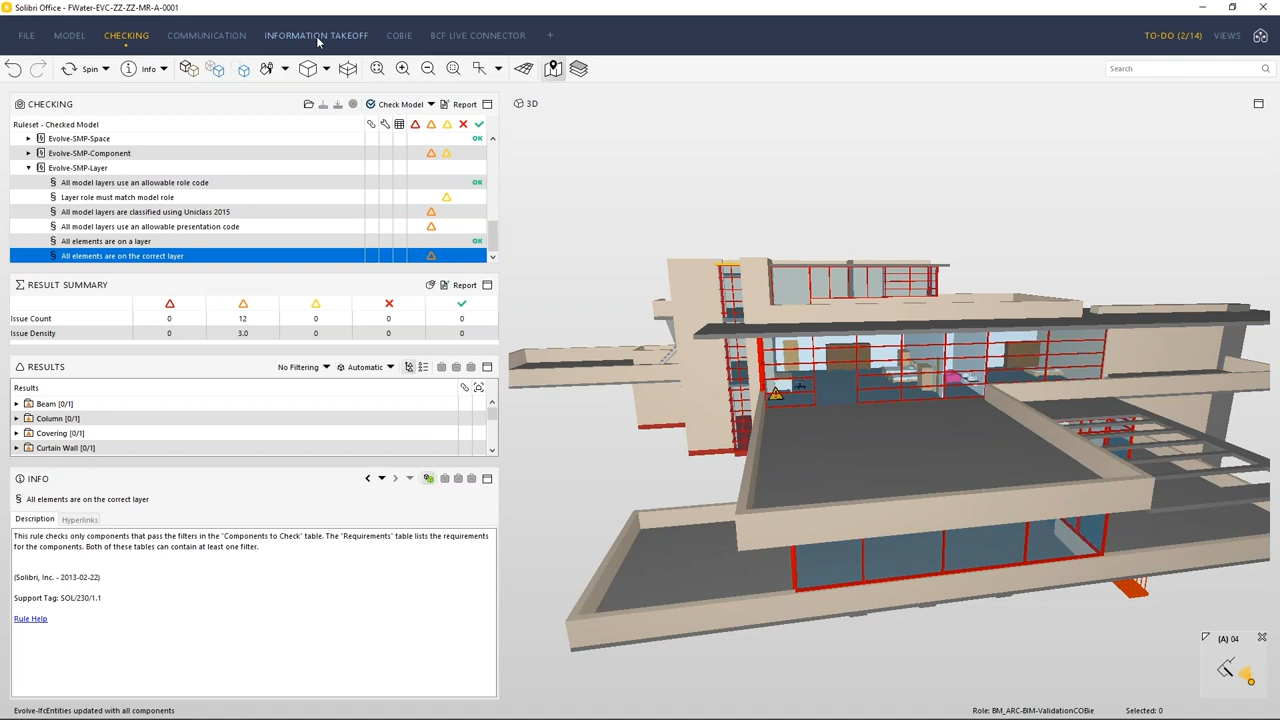 Solibri Office - FWater-EVC-ZZ-ZZ-MR-A-0001
FILE MODEL CHECKING COMMUNICATION INFORMATION TAKEOFF COBIE BCF LIVE CONNECTOR + TO-DO (2/14) VIEWS
Spin Info Search
CHECKING Check Model Report 3D
Ruleset - Checked Model
Evolve-SMP-Space OK
Evolve-SMP-Component
Evolve-SMP-Layer
§ All model layers use an allowable role code OK
§ Layer role must match model role
§ All model layers are classified using Uniclass 2015
§ All model layers use an allowable presentation code
§ All elements are on a layer OK
§ All elements are on the correct layer
RESULT SUMMARY Report
Issue Count 0 12 0 0 0
Issue Density 0 3.0 0 0 0
RESULTS No Filtering Automatic
Results
Beam [0/1]
Column [0/1]
Covering [0/1]
Curtain Wall [0/1]
INFO
§ All elements are on the correct layer
Description Hyperlinks
This rule checks only components that pass the filters in the 'Components to Check' table. The 'Requirements' table lists the requirements
for the components. Both of these tables can contain at least one filter.
(Solibri, Inc. - 2013-02-22)
Support Tag: SOL/230/1.1
Rule Help
(A) 04
Evolve-IfcEntities updated with all components Role: BM_ARC-BIM-ValidationCOBie Selected: 0